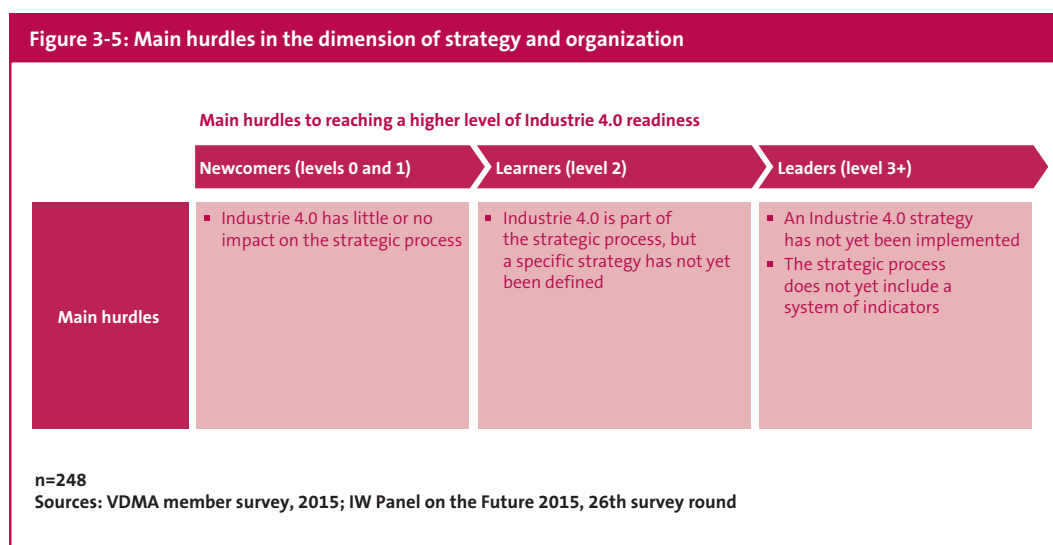 Figure 3-5: Main hurdles in the dimension of strategy and organization
Main hurdles to reaching a higher level of Industrie 4.0 readiness
Newcomers (levels 0 and 1)
Learners (level 2)
Leaders (level 3+)
Main hurdles
▪ Industrie 4.0 has little or no
impact on the strategic process
▪ Industrie 4.0 is part of
the strategic process, but
a specific strategy has not yet
been defined
▪ An Industrie 4.0 strategy
has not yet been implemented
▪ The strategic process
does not yet include a
system of indicators
n=248
Sources: VDMA member survey, 2015; IW Panel on the Future 2015, 26th survey round